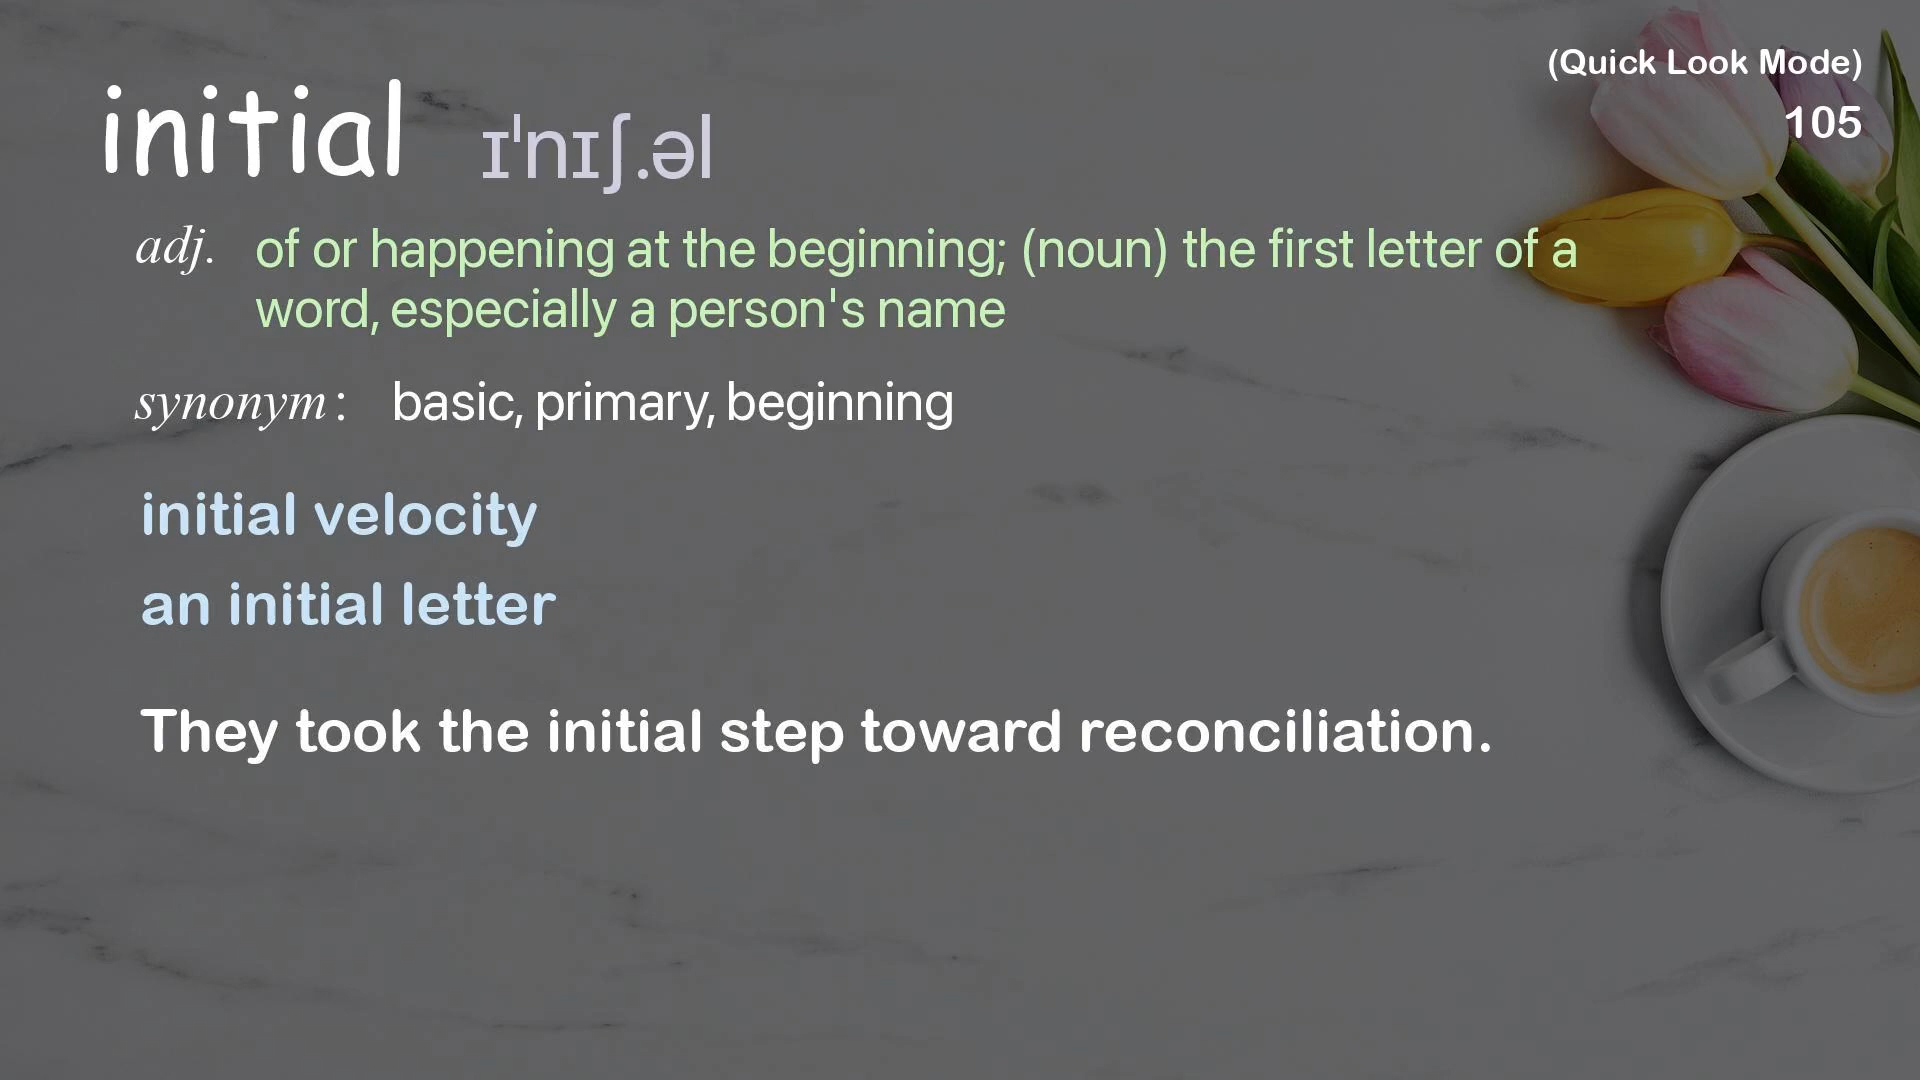 (Quick Look Mode)
105
initial ɪˈnɪʃ.əl
adj. of or happening at the beginning; (noun) the first letter of a
word, especially a person's name
synonym: basic, primary, beginning
initial velocity
an initial letter
They took the initial step toward reconciliation.